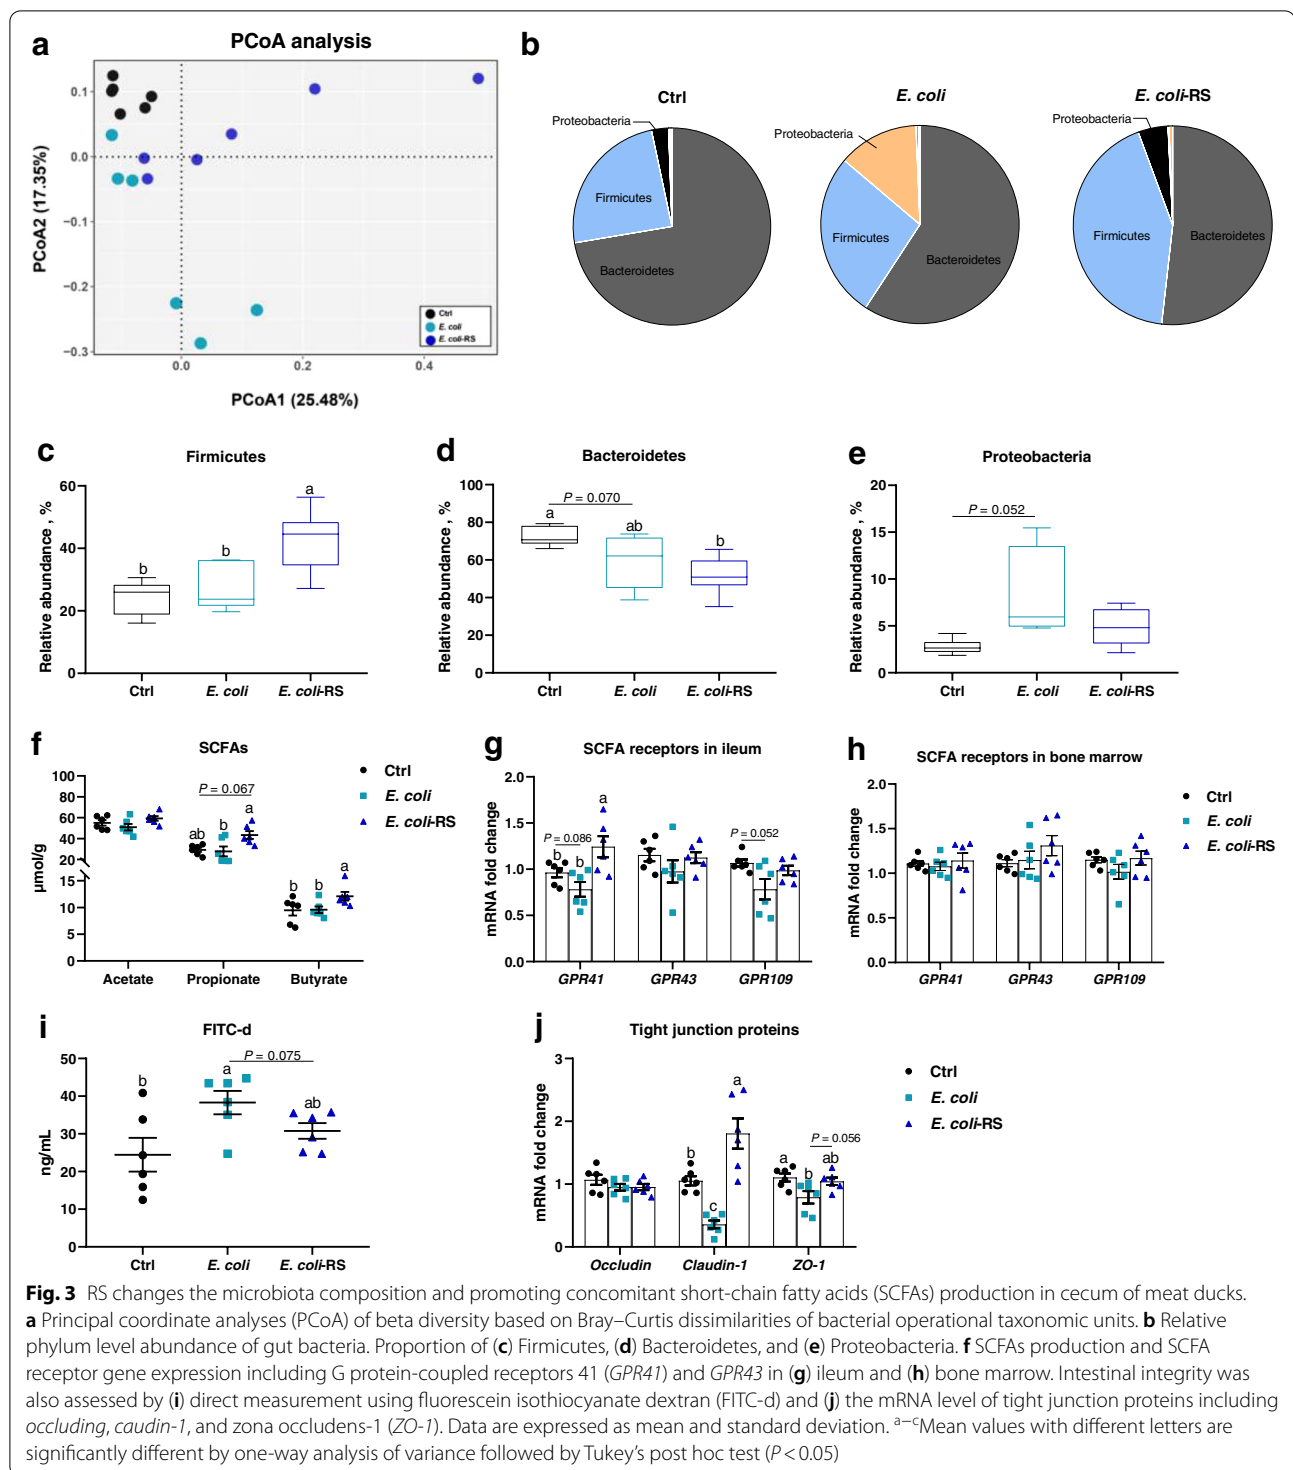 a
PCoA analysis
0.1
0.0
−0.1
−0.2
−0.3
0.0
0.2
0.4
PCoA2 (17.35%)
PCoA1 (25.48%)
Ctrl
E. coli
E. coli-RS
b
Ctrl
Proteobacteria
Firmicutes
Bacteroidetes
E. coli
Proteobacteria
Firmicutes
Bacteroidetes
E. coli-RS
Proteobacteria
Firmicutes
Bacteroidetes
c
Firmicutes
Relative abundance , %
60
40
20
0
b
b
a
Ctrl
E. coli
E. coli-RS
d
Bacteroidetes
Relative abundance , %
100
80
60
40
20
0
P = 0.070
a
ab
b
Ctrl
E. coli
E. coli-RS
e
Proteobacteria
Relative abundance , %
20
15
10
5
0
P = 0.052
Ctrl
E. coli
E. coli-RS
f
SCFAs
μmol/g
100
80
60
40
20
15
10
5
0
P = 0.067
ab
b
a
b
b
a
Acetate
Propionate
Butyrate
Ctrl
E. coli
E. coli-RS
g
SCFA receptors in ileum
mRNA fold change
2.0
1.5
1.0
0.5
0.0
P = 0.086
b
b
a
P = 0.052
GPR41
GPR43
GPR109
h
SCFA receptors in bone marrow
mRNA fold change
2.0
1.5
1.0
0.5
0.0
GPR41
GPR43
GPR109
Ctrl
E. coli
E. coli-RS
i
FITC-d
ng/mL
50
40
30
20
10
0
P = 0.075
b
a
ab
Ctrl
E. coli
E. coli-RS
j
Tight junction proteins
mRNA fold change
3
2
1
0
b
c
a
P = 0.056
a
b
ab
Occludin
Claudin-1
ZO-1
Ctrl
E. coli
E. coli-RS
Fig. 3 RS changes the microbiota composition and promoting concomitant short-chain fatty acids (SCFAs) production in cecum of meat ducks.
a Principal coordinate analyses (PCoA) of beta diversity based on Bray–Curtis dissimilarities of bacterial operational taxonomic units. b Relative
phylum level abundance of gut bacteria. Proportion of (c) Firmicutes, (d) Bacteroidetes, and (e) Proteobacteria. f SCFAs production and SCFA
receptor gene expression including G protein-coupled receptors 41 (GPR41) and GPR43 in (g) ileum and (h) bone marrow. Intestinal integrity was
also assessed by (i) direct measurement using fluorescein isothiocyanate dextran (FITC-d) and (j) the mRNA level of tight junction proteins including
occluding, caudin-1, and zona occludens-1 (ZO-1). Data are expressed as mean and standard deviation. a–cMean values with different letters are
significantly different by one-way analysis of variance followed by Tukey's post hoc test (P < 0.05)